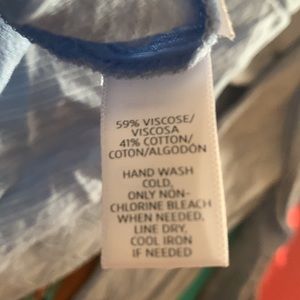 59% VISCOSE/
VISCOSA
41% COTTON/
COTON/ALGODÓN
HAND WASH
COLD,
ONLY NON-
CHLORINE BLEACH
WHEN NEEDED,
LINE DRY,
COOL IRON
IF NEEDED